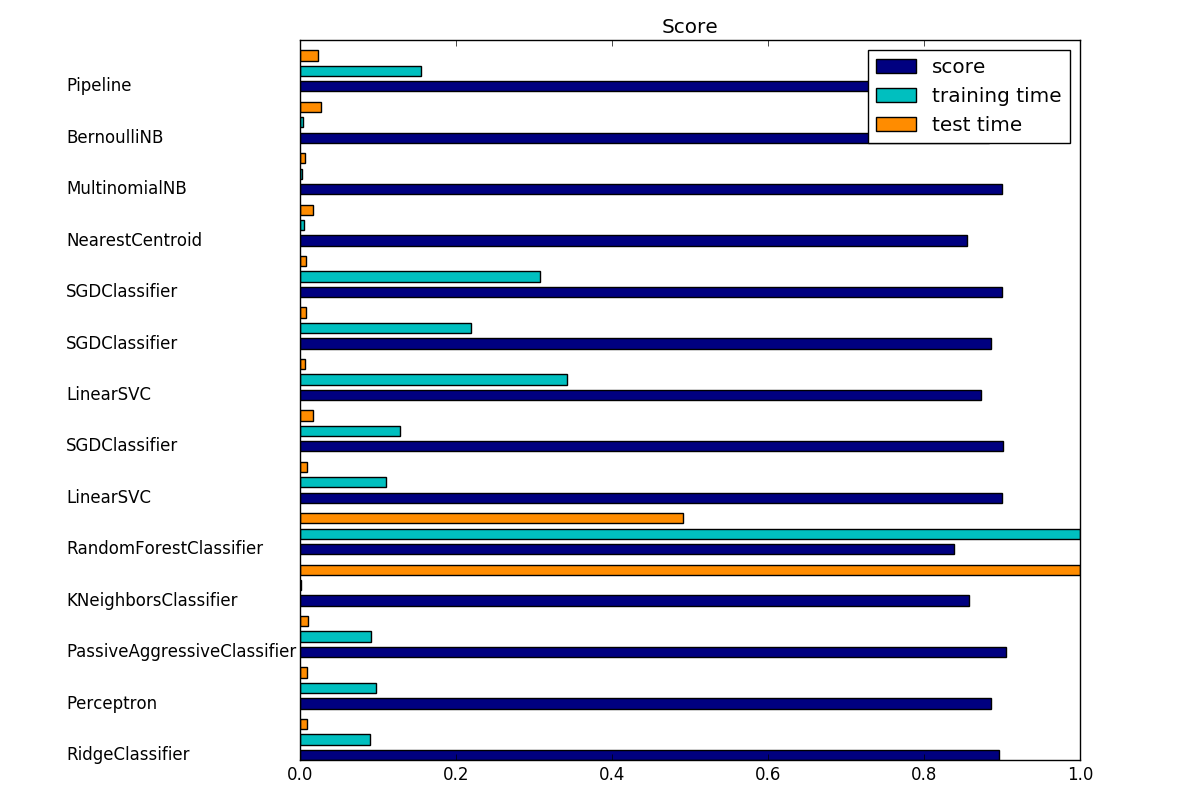 Score
score
training time
test time
Pipeline
BernoulliNB
MultinomialNB
NearestCentroid
SGDClassifier
SGDClassifier
LinearSVC
SGDClassifier
LinearSVC
RandomForestClassifier
KNeighborsClassifier
PassiveAggressiveClassifier
Perceptron
RidgeClassifier
0.0 0.2 0.4 0.6 0.8 1.0